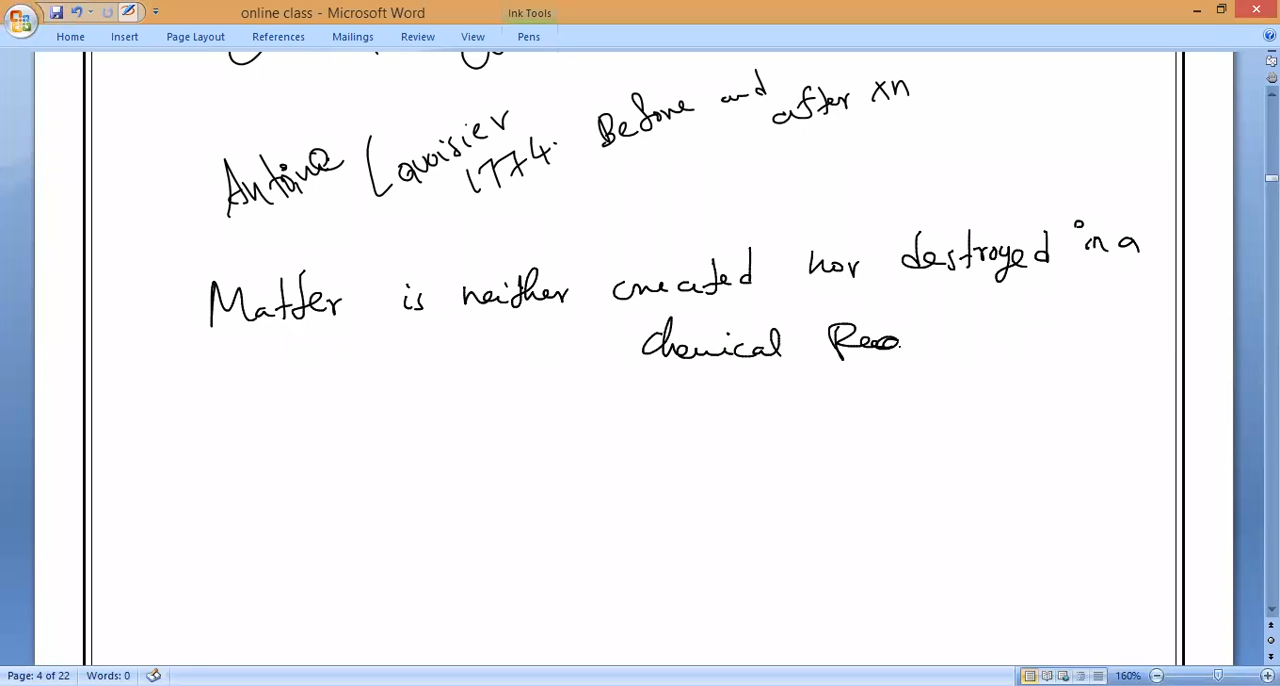 online class - Microsoft Word
Ink Tools
Home Insert Page Layout References Mailings Review View Pens
Antoine Lavoisier Before and after xn
1774.
Matter is neither created nor destroyed in a
chemical Rea
Page: 4 of 22 Words: 0 160%